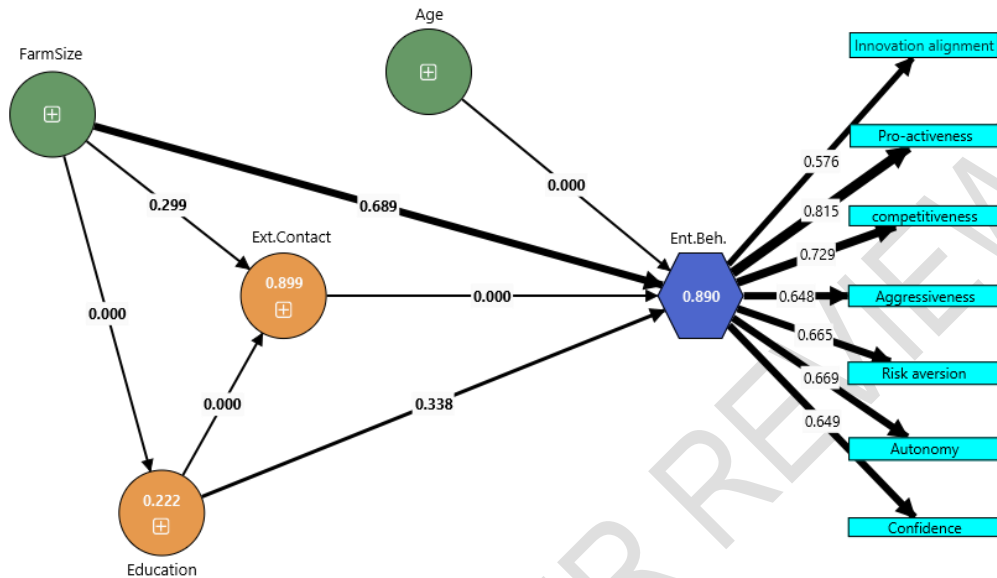 Age
FarmSize
Innovation alignment
Pro-activeness
0.576
0.000
0.299
0.689
0.815
competitiveness
Ext.Contact
Ent.Beh.
0.729
0.899
0.000
0.890
0.648
Aggressiveness
0.000
0.665
Risk aversion
0.669
0.000
0.338
0.649
Autonomy
0.222
Confidence
Education
ER REVIEW